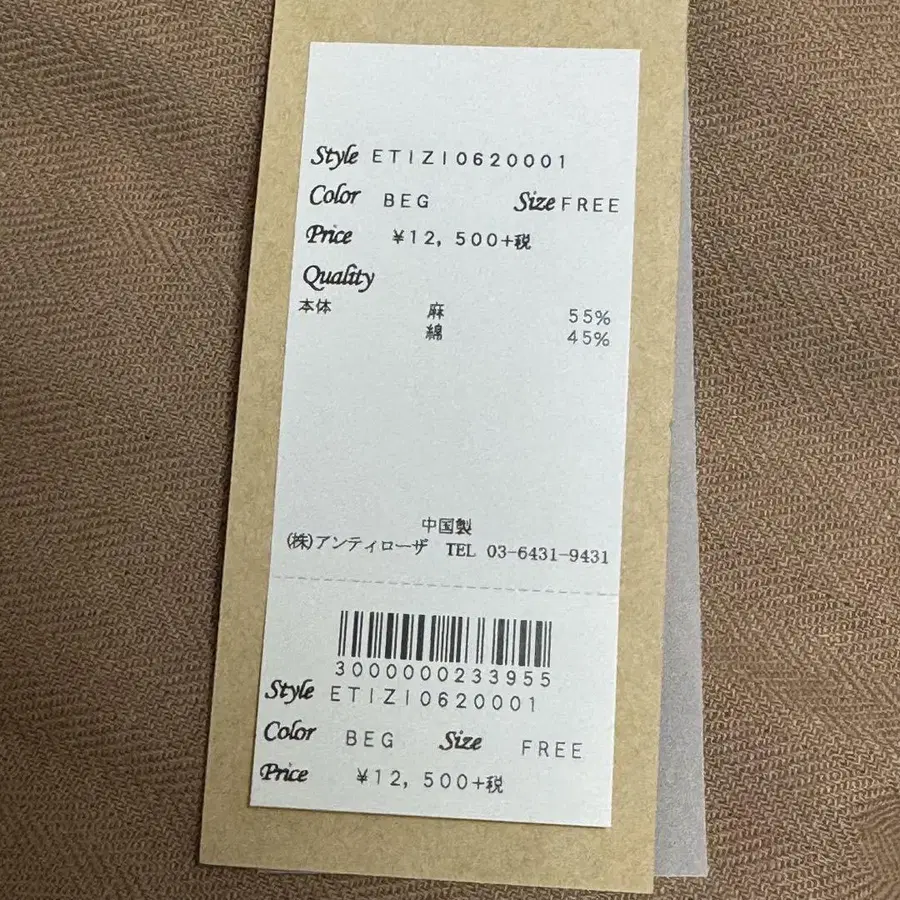 Style ETIZI0620001
Color BEG Size FREE
Price ¥12,500+税
Quality
本体 麻 55%
綿 45%
中国製
(株)アンティローザ TEL 03-6431-9431
3000000233955
Style ETIZI0620001
Color BEG Size FREE
Price ¥12,500+税